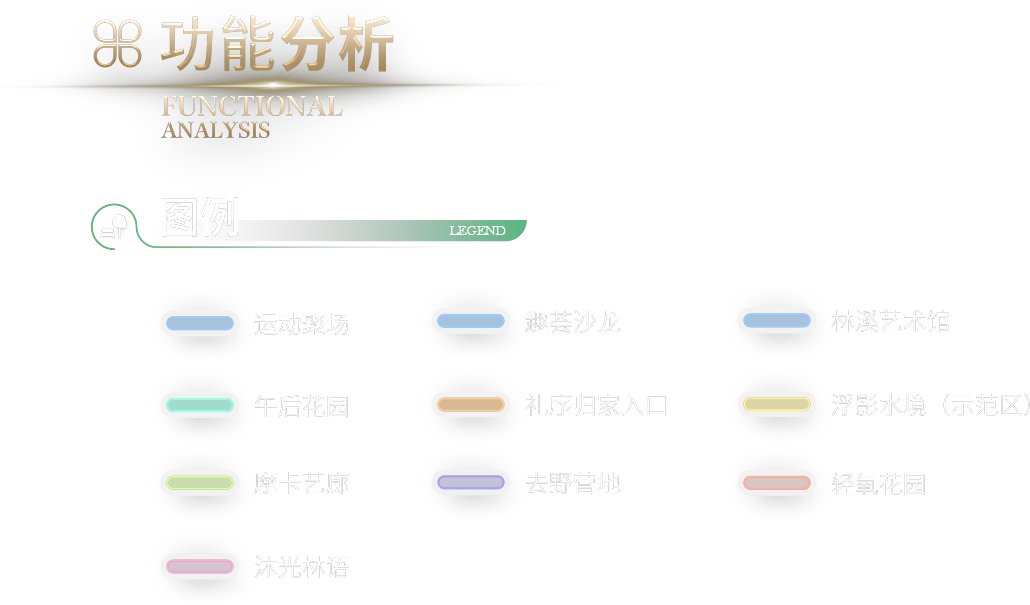 功能分析
FUNCTIONAL
ANALYSIS
图例
LEGEND
运动聚场
趣荟沙龙
林溪艺术馆
午后花园
礼序归家入口
浮影水境（示范区）
摩卡艺廊
去野营地
轻氧花园
沐光林语